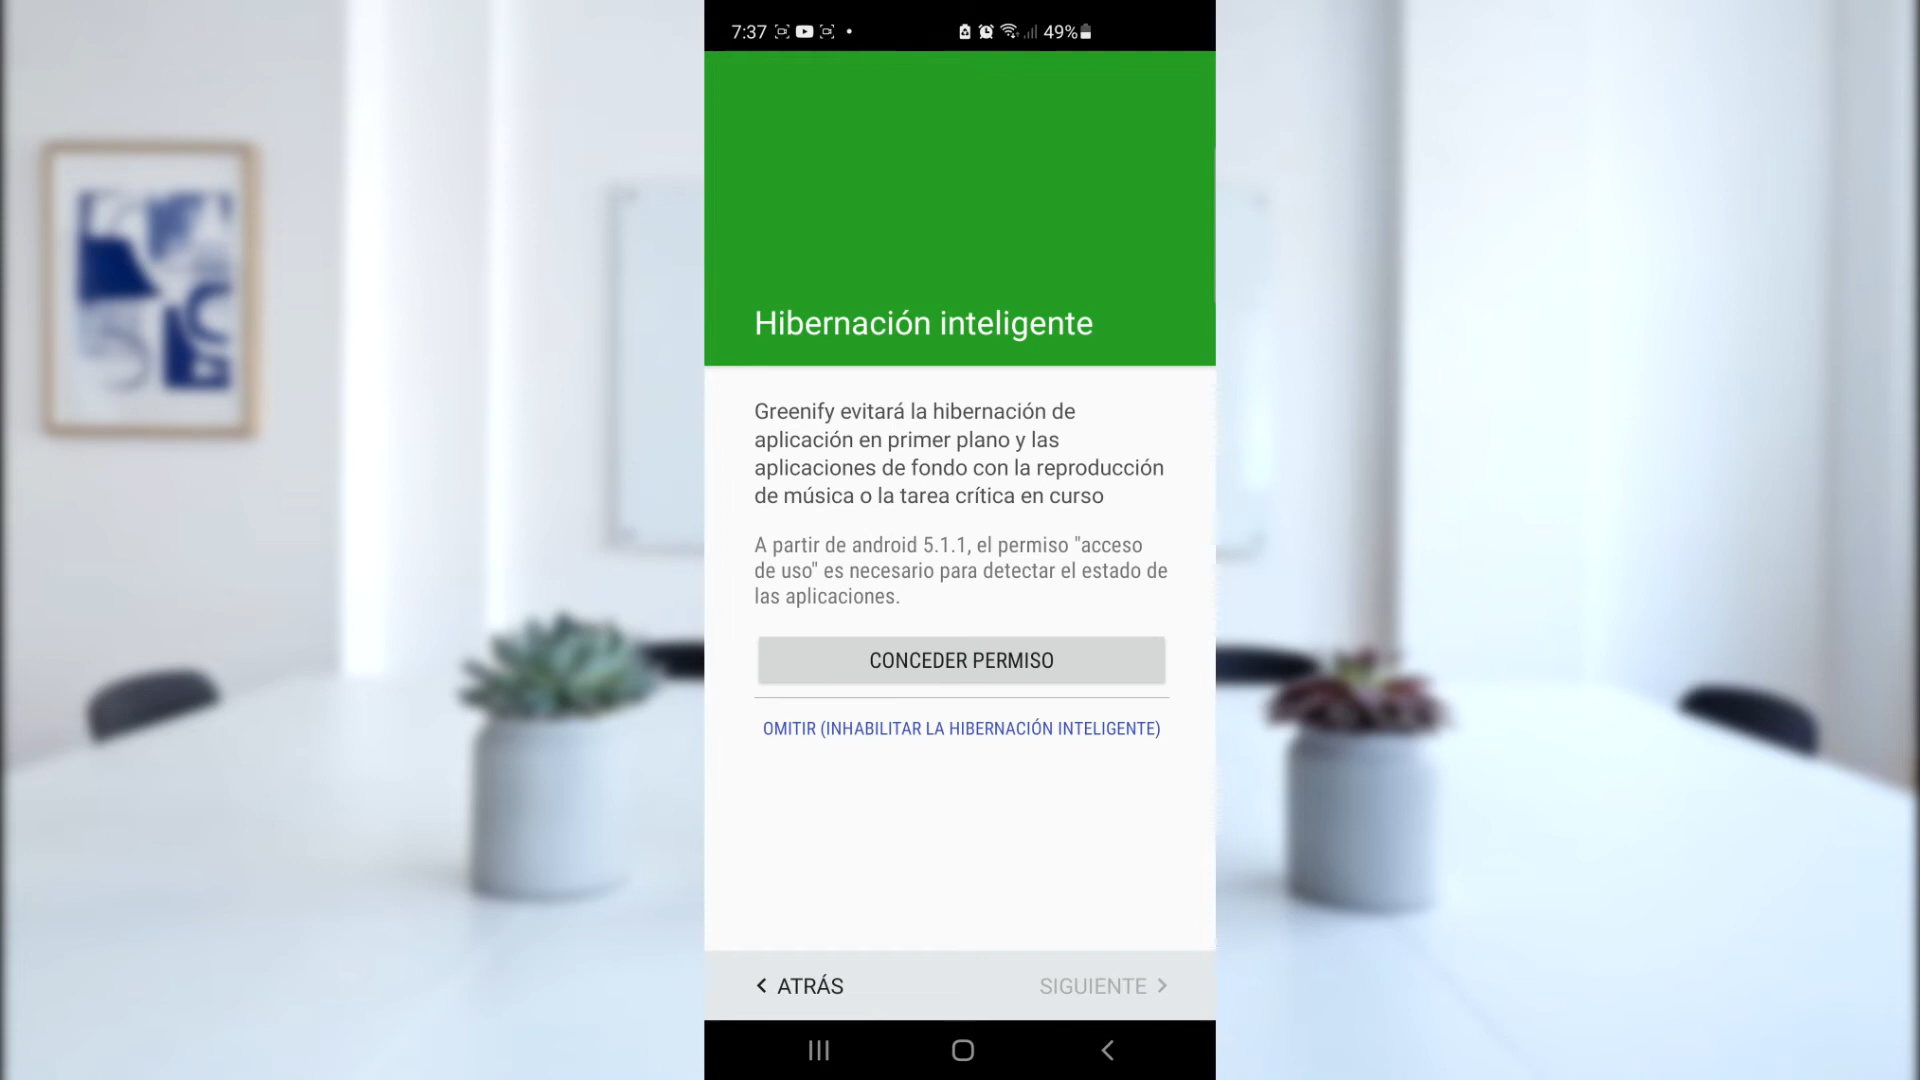 7:37
49%
Hibernación inteligente
Greenify evitará la hibernación de
aplicación en primer plano y las
aplicaciones de fondo con la reproducción
de música o la tarea crítica en curso
A partir de android 5.1.1, el permiso "acceso
de uso" es necesario para detectar el estado de
las aplicaciones.
CONCEDER PERMISO
OMITIR (INHABILITAR LA HIBERNACIÓN INTELIGENTE)
ATRÁS
SIGUIENTE